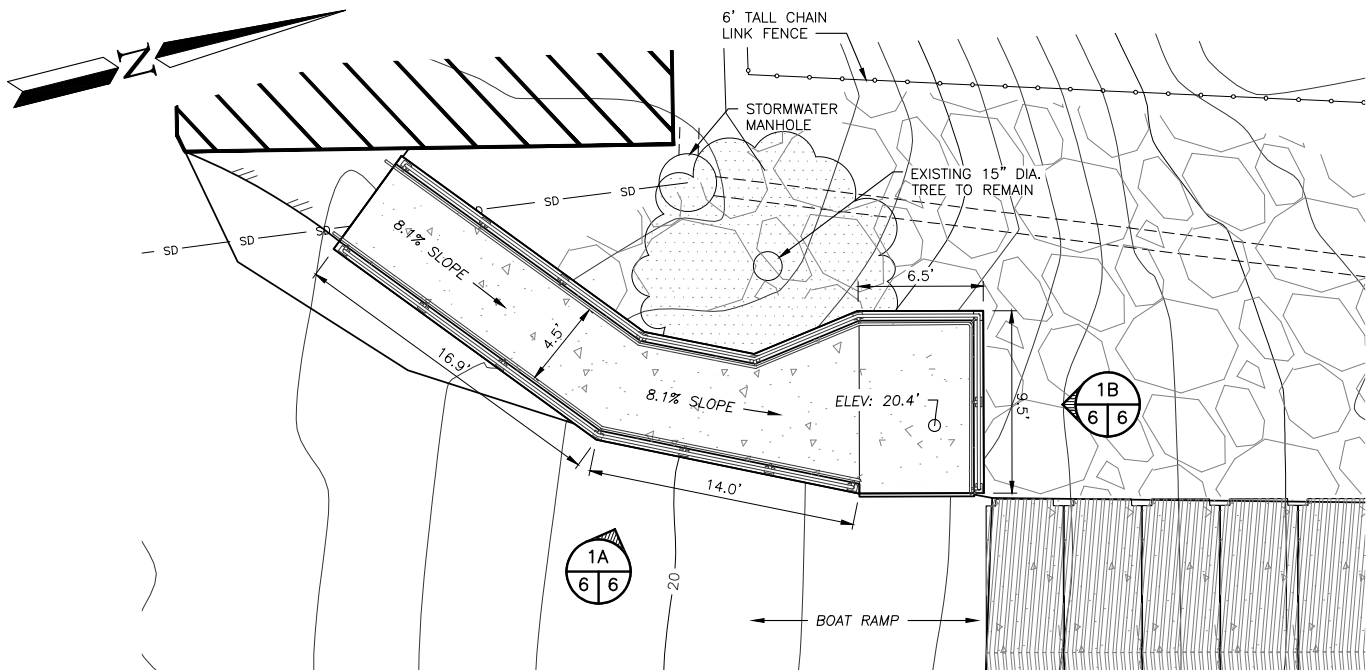 6' TALL CHAIN
LINK FENCE
N
STORMWATER
MANHOLE
EXISTING 15" DIA.
TREE TO REMAIN
SD
SD
SD
SD
SD
8.1% SLOPE
6.5'
4.5'
16.9'
8.1% SLOPE
ELEV: 20.4'
9.5'
1B
6 6
14.0'
1A
6 6
20
BOAT RAMP